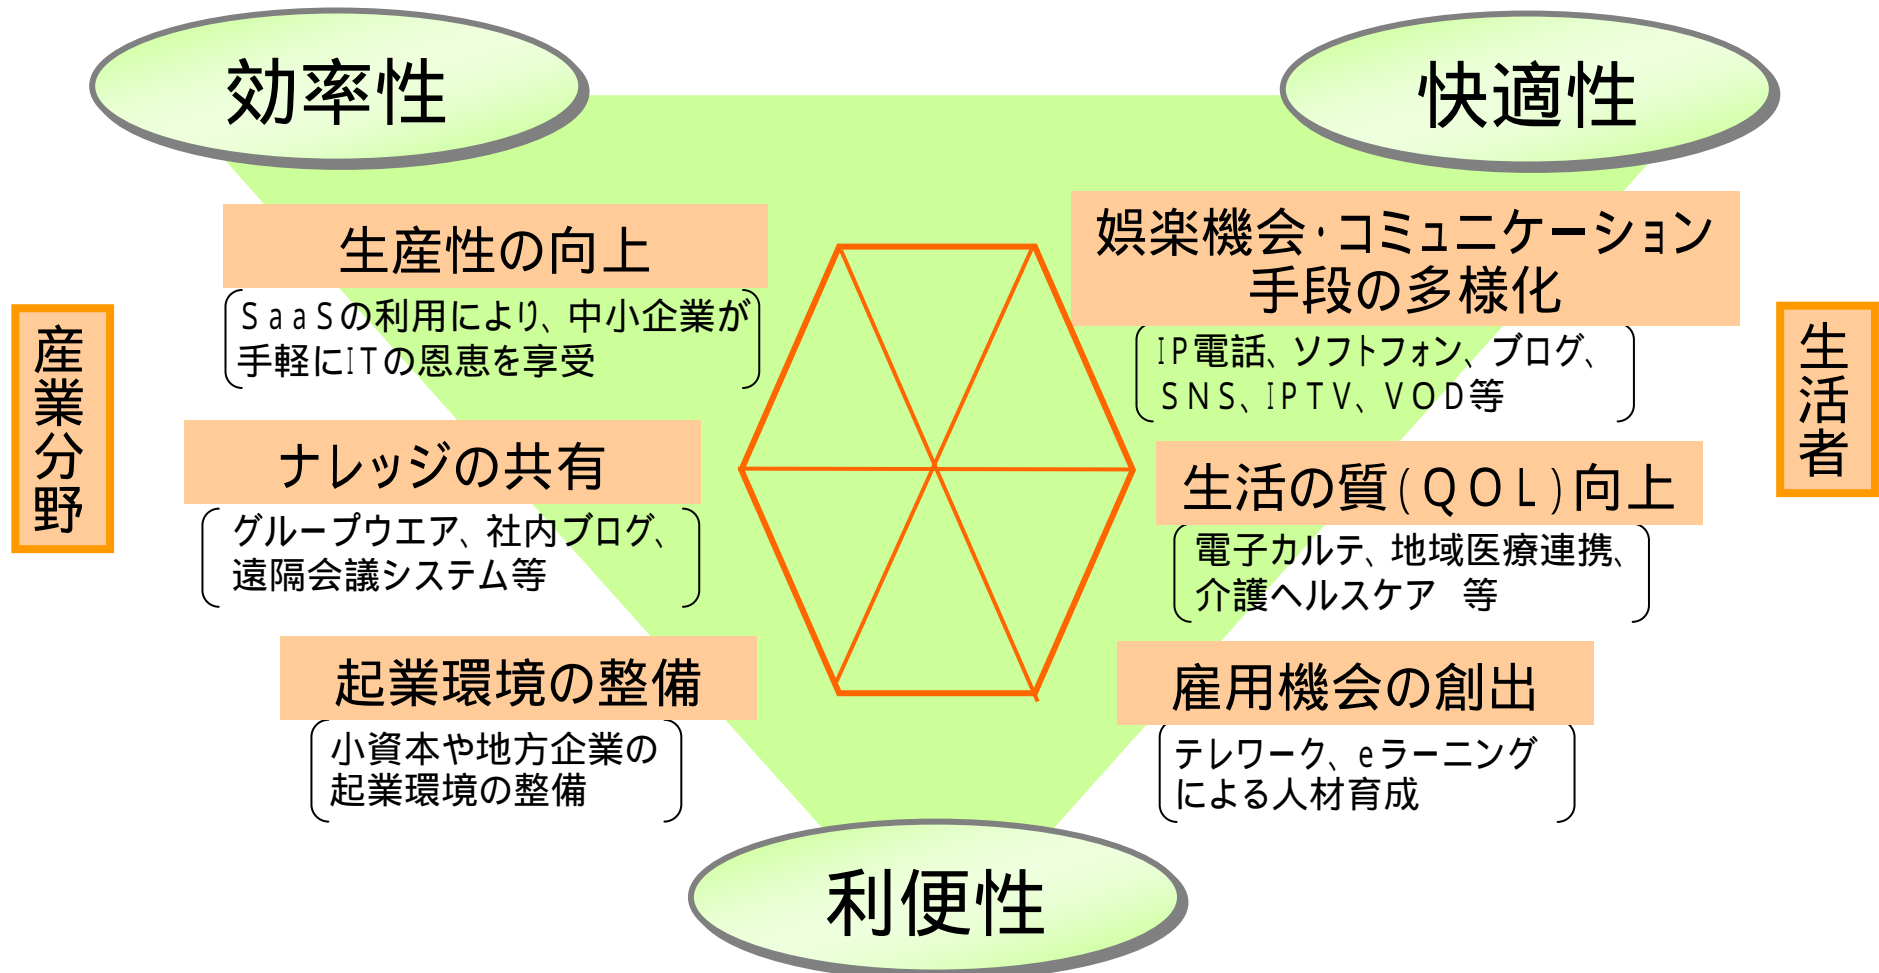 効率性
快適性
産業分野
生産性の向上
SaaSの利用により、中小企業が
手軽にITの恩恵を享受
ナレッジの共有
グループウエア、社内ブログ、
遠隔会議システム等
起業環境の整備
小資本や地方企業の
起業環境の整備
娯楽機会・コミュニケーション
手段の多様化
IP電話、ソフトフォン、ブログ、
SNS、IPTV、VOD等
生活の質(QOL)向上
電子カルテ、地域医療連携、
介護ヘルスケア 等
雇用機会の創出
テレワーク、eラーニング
による人材育成
生活者
利便性